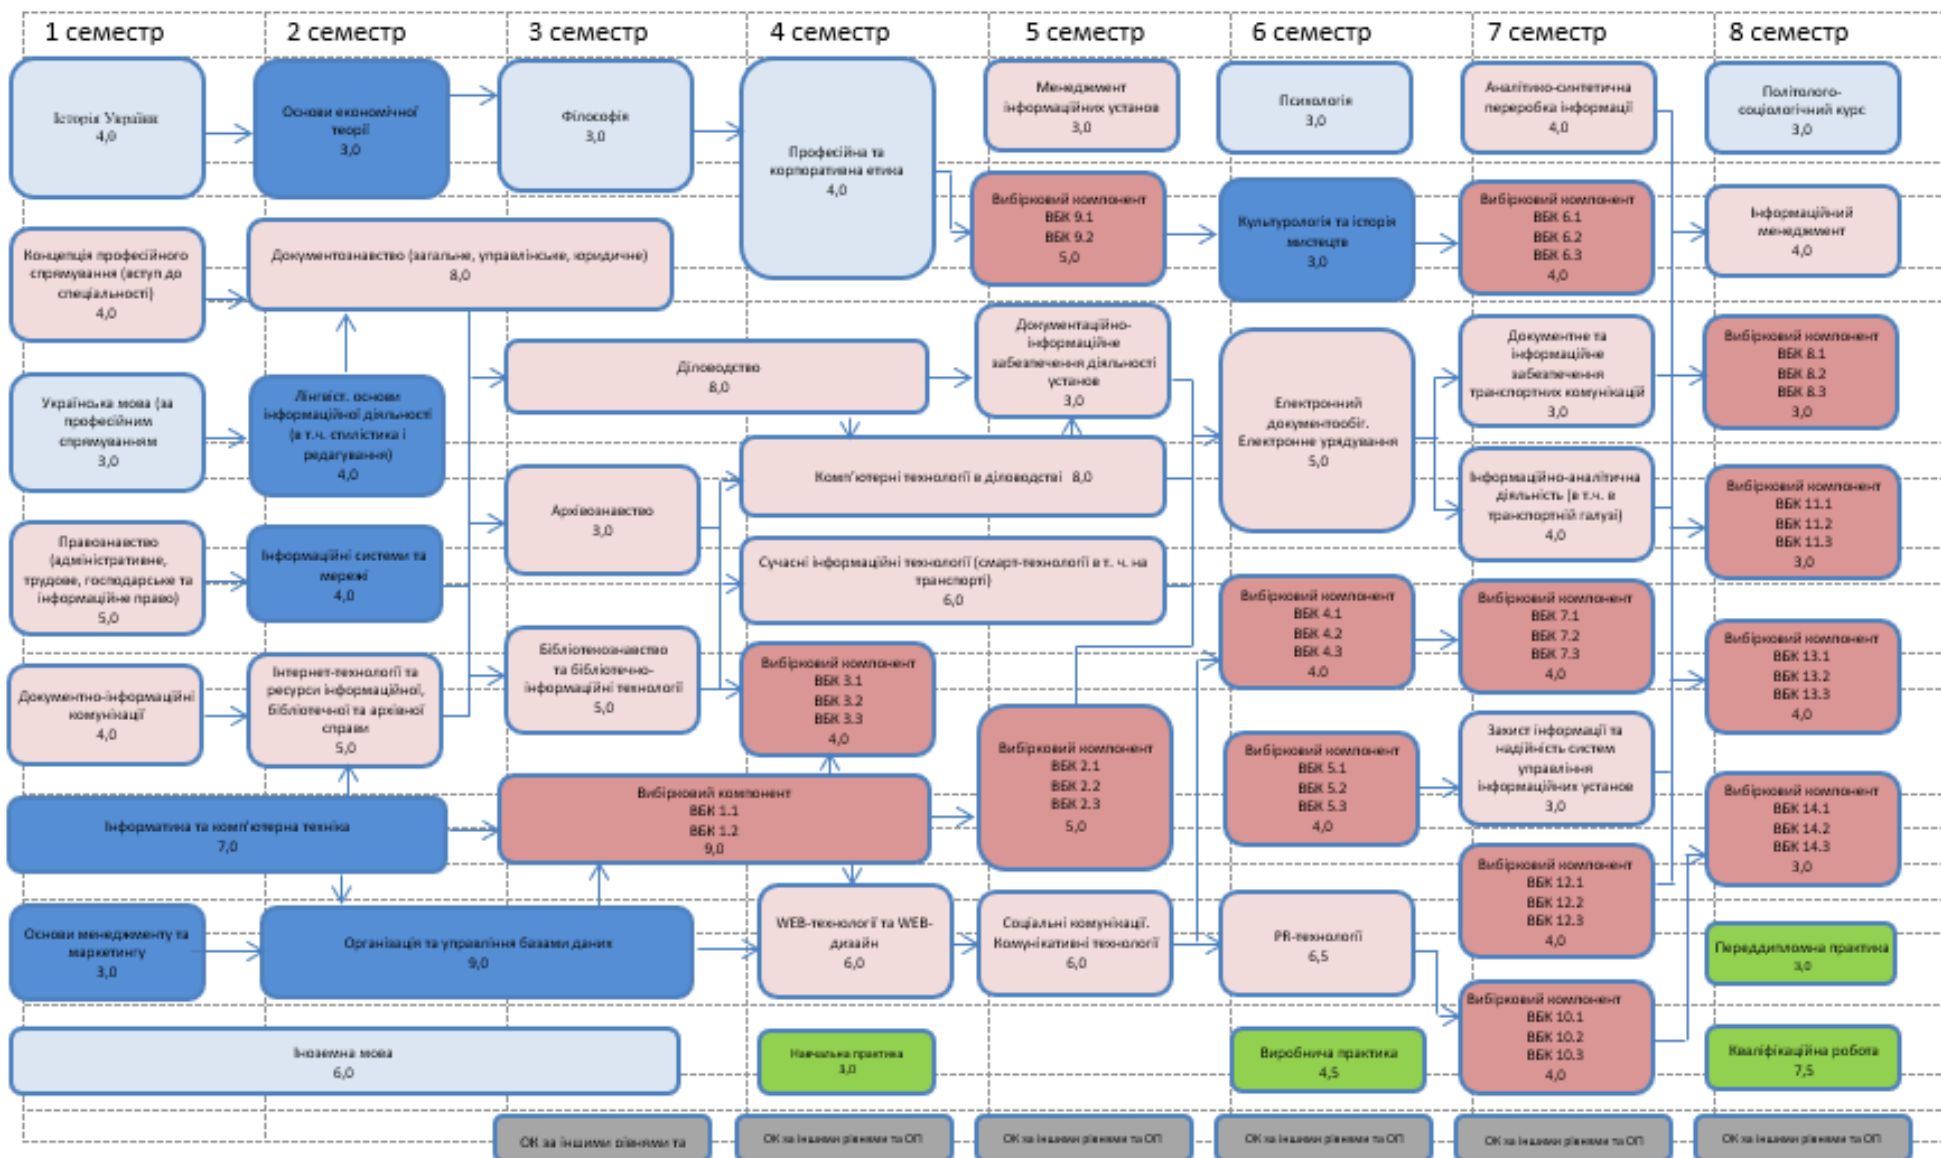 1 семестр
2 семестр
3 семестр
4 семестр
5 семестр
6 семестр
7 семестр
8 семестр
Історія України
4,0
Концепція професійного
спрямування (вступ до
спеціальності)
4,0
Українська мова (за
професійним
спрямуванням
3,0
Правознавство
(адміністративне,
трудове, господарське та
інформаційне право)
5,0
Документно-інформаційні
комунікації
4,0
Інформатика та комп'ютерна техніка
7,0
Основи менеджменту та
маркетингу
3,0
Іноземна мова
6,0
Основи економічної
теорії
3,0
Документознавство (загальне, управлінське, юридичне)
8,0
Лінгвіст. основи
інформаційної діяльності
(в т.ч. стилістика і
редагування)
4,0
Інформаційні системи та
мережі
4,0
Інтернет-технології та
ресурси інформаційної,
бібліотечної та архівної
справи
5,0
Організація та управління базами даних
9,0
Філософія
3,0
Діловодство
8,0
Архівознавство
3,0
Бібліотекознавство
та бібліотечно-
інформаційні технології
5,0
Вибірковий компонент
ВБК 1.1
ВБК 1.2
9,0
ОК за іншими рівнями та
Професійна та
корпоративна етика
4,0
Комп'ютерні технології в діловодстві 8,0
Сучасні інформаційні технології (смарт-технології в т. ч. на
транспорті)
6,0
Вибірковий компонент
ВБК 3.1
ВБК 3.2
ВБК 3.3
4,0
WEB-технології та WEB-
дизайн
6,0
Навчальна практика
3,0
ОК за іншими рівнями та ОП
Менеджмент
інформаційних установ
3,0
Вибірковий компонент
ВБК 9.1
ВБК 9.2
5,0
Документаційно-
інформаційне
забезпечення діяльності
установ
3,0
Вибірковий компонент
ВБК 2.1
ВБК 2.2
ВБК 2.3
5,0
Соціальні комунікації.
Комунікативні технології
6,0
ОК за іншими рівнями та ОП
Психологія
3,0
Культурологія та історія
мистецтв
3,0
Електронний
документообіг.
Електронне урядування
5,0
Вибірковий компонент
ВБК 4.1
ВБК 4.2
ВБК 4.3
4,0
Вибірковий компонент
ВБК 5.1
ВБК 5.2
ВБК 5.3
4,0
PR-технології
6,5
Виробнича практика
4,5
ОК за іншими рівнями та ОП
Аналітико-синтетична
переробка інформації
4,0
Вибірковий компонент
ВБК 6.1
ВБК 6.2
ВБК 6.3
4,0
Документне та
інформаційне
забезпечення
транспортних комунікацій
3,0
Інформаційно-аналітична
діяльність (в т.ч. в
транспортній галузі)
4,0
Вибірковий компонент
ВБК 7.1
ВБК 7.2
ВБК 7.3
4,0
Захист інформації та
надійність систем
управління
інформаційних установ
3,0
Вибірковий компонент
ВБК 12.1
ВБК 12.2
ВБК 12.3
4,0
Вибірковий компонент
ВБК 10.1
ВБК 10.2
ВБК 10.3
4,0
ОК за іншими рівнями та ОП
Політолого-
соціологічний курс
3,0
Інформаційний
менеджмент
4,0
Вибірковий компонент
ВБК 8.1
ВБК 8.2
ВБК 8.3
3,0
Вибірковий компонент
ВБК 11.1
ВБК 11.2
ВБК 11.3
3,0
Вибірковий компонент
ВБК 13.1
ВБК 13.2
ВБК 13.3
4,0
Вибірковий компонент
ВБК 14.1
ВБК 14.2
ВБК 14.3
3,0
Переддипломна практика
3,0
Кваліфікаційна робота
7,5
ОК за іншими рівнями та ОП